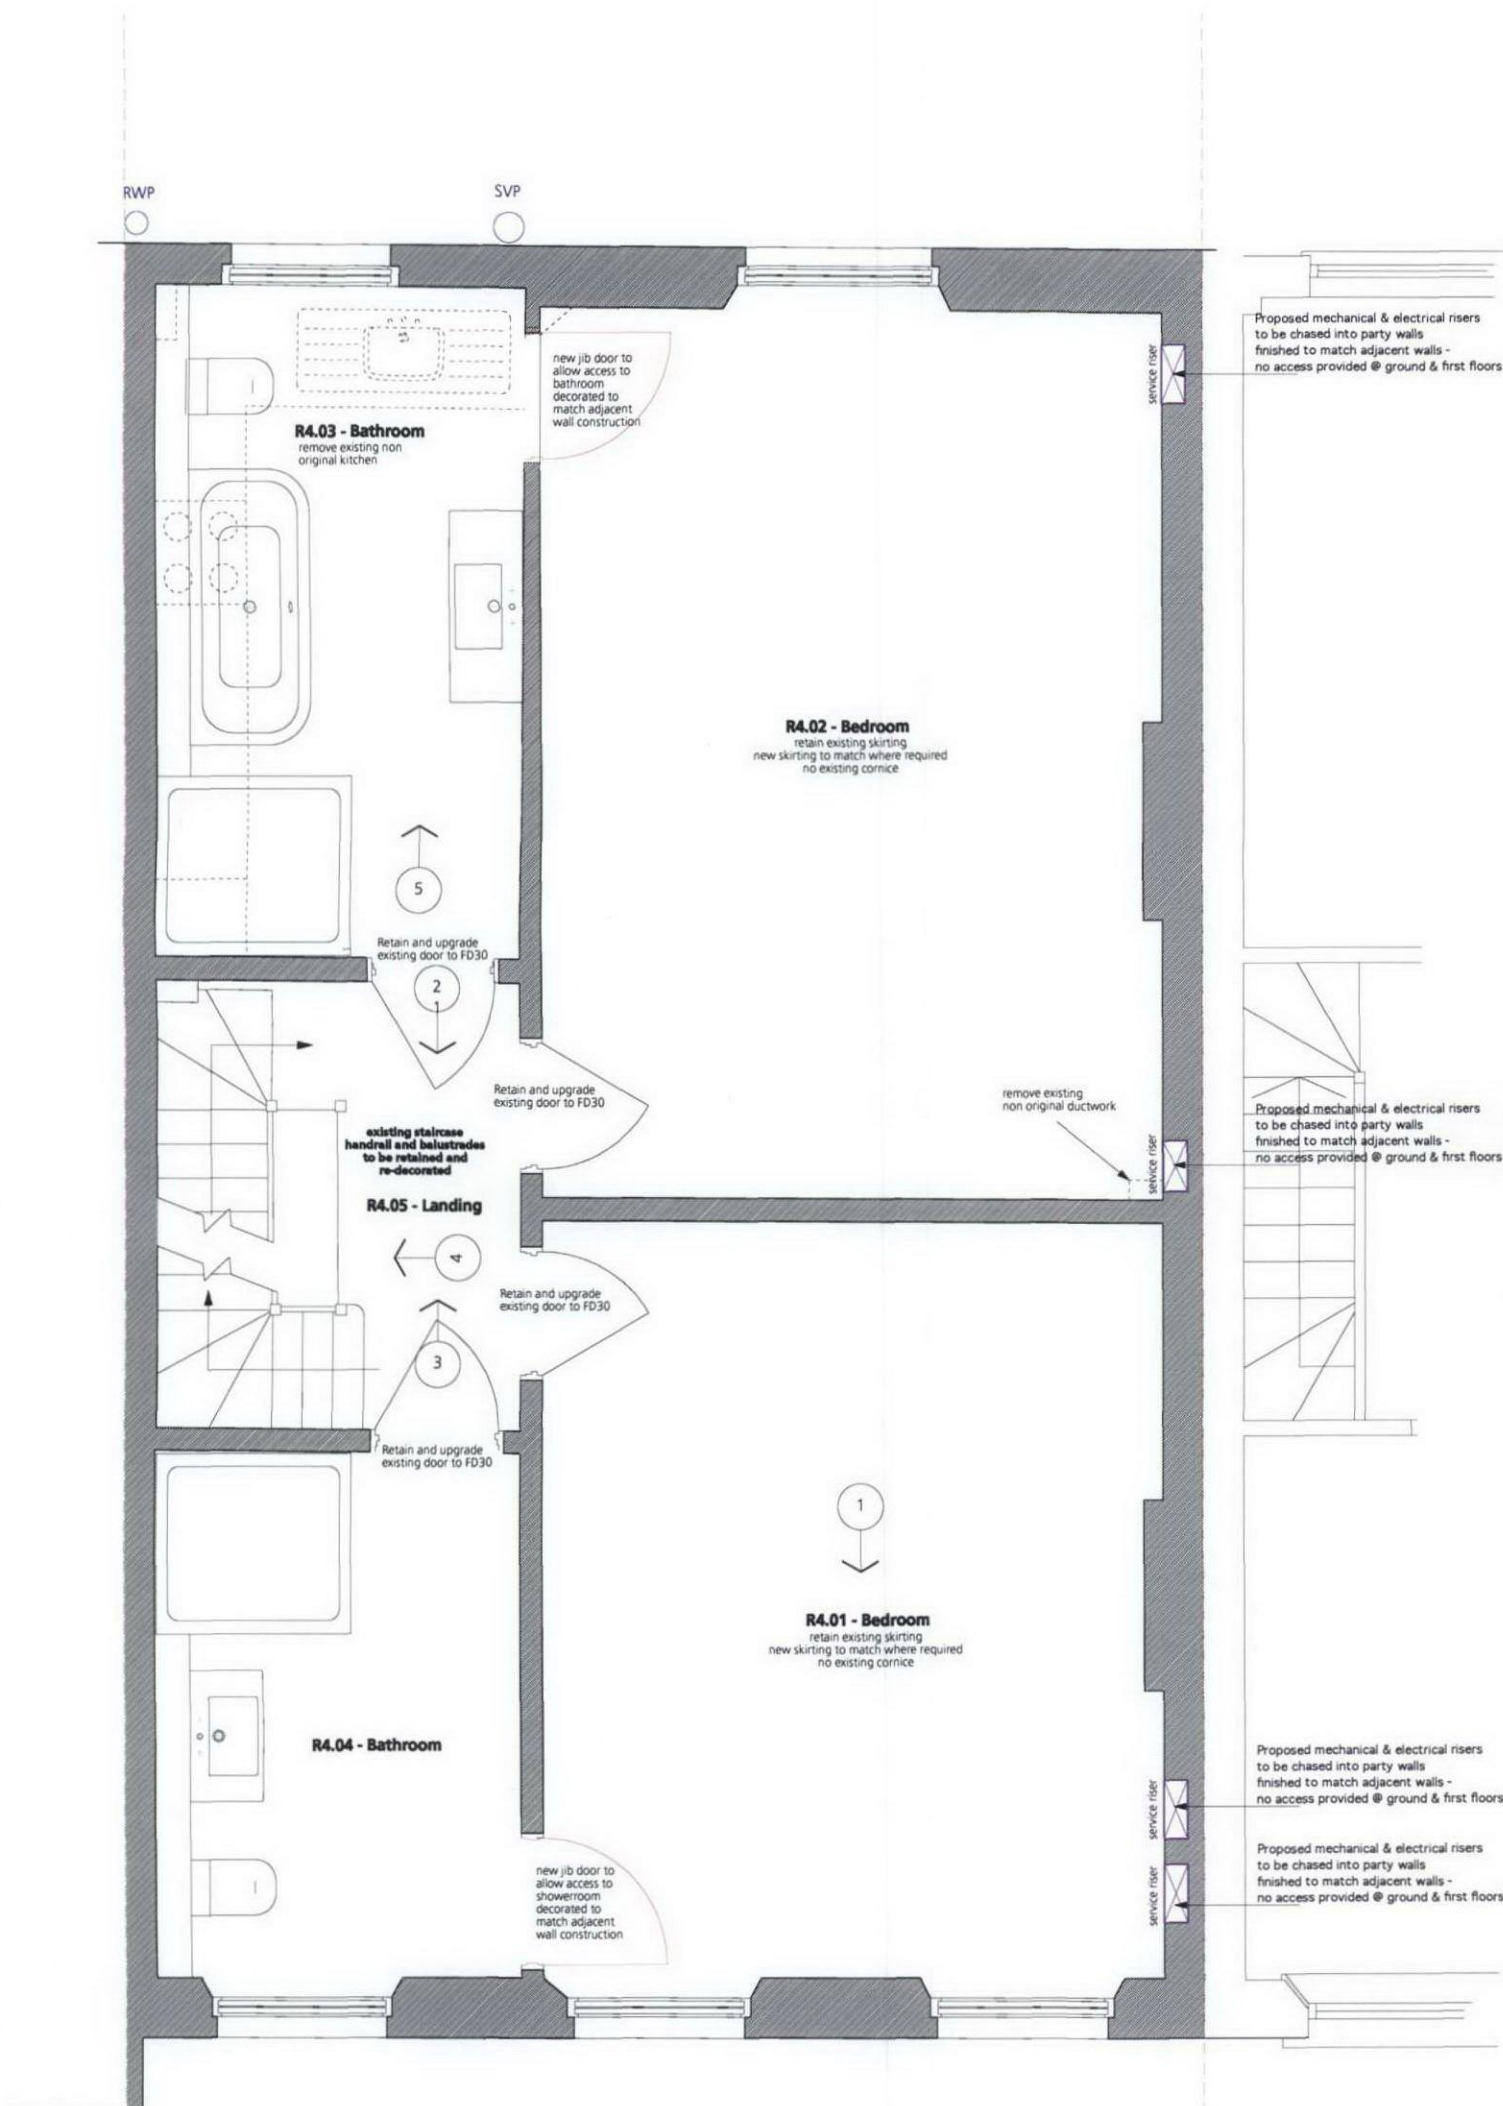 RWP
SVP
Proposed mechanical & electrical risers
to be chased into party walls
finished to match adjacent walls -
no access provided @ ground & first floors
service riser
new jib door to
allow access to
bathroom
decorated to
match adjacent
wall construction
R4.03 - Bathroom
remove existing non
original kitchen
R4.02 - Bedroom
retain existing skirting
new skirting to match where required
no existing cornice
5
Retain and upgrade
existing door to FD30
2
1
Retain and upgrade
existing door to FD30
remove existing
non original ductwork
service riser
Proposed mechanical & electrical risers
to be chased into party walls
finished to match adjacent walls -
no access provided @ ground & first floors
existing staircase
handrail and balustrades
to be retained and
re-decorated
R4.05 - Landing
4
Retain and upgrade
existing door to FD30
3
Retain and upgrade
existing door to FD30
1
R4.01 - Bedroom
retain existing skirting
new skirting to match where required
no existing cornice
R4.04 - Bathroom
service riser
Proposed mechanical & electrical risers
to be chased into party walls
finished to match adjacent walls -
no access provided @ ground & first floors
service riser
Proposed mechanical & electrical risers
to be chased into party walls
finished to match adjacent walls -
no access provided @ ground & first floors
new jib door to
allow access to
showerroom
decorated to
match adjacent
wall construction